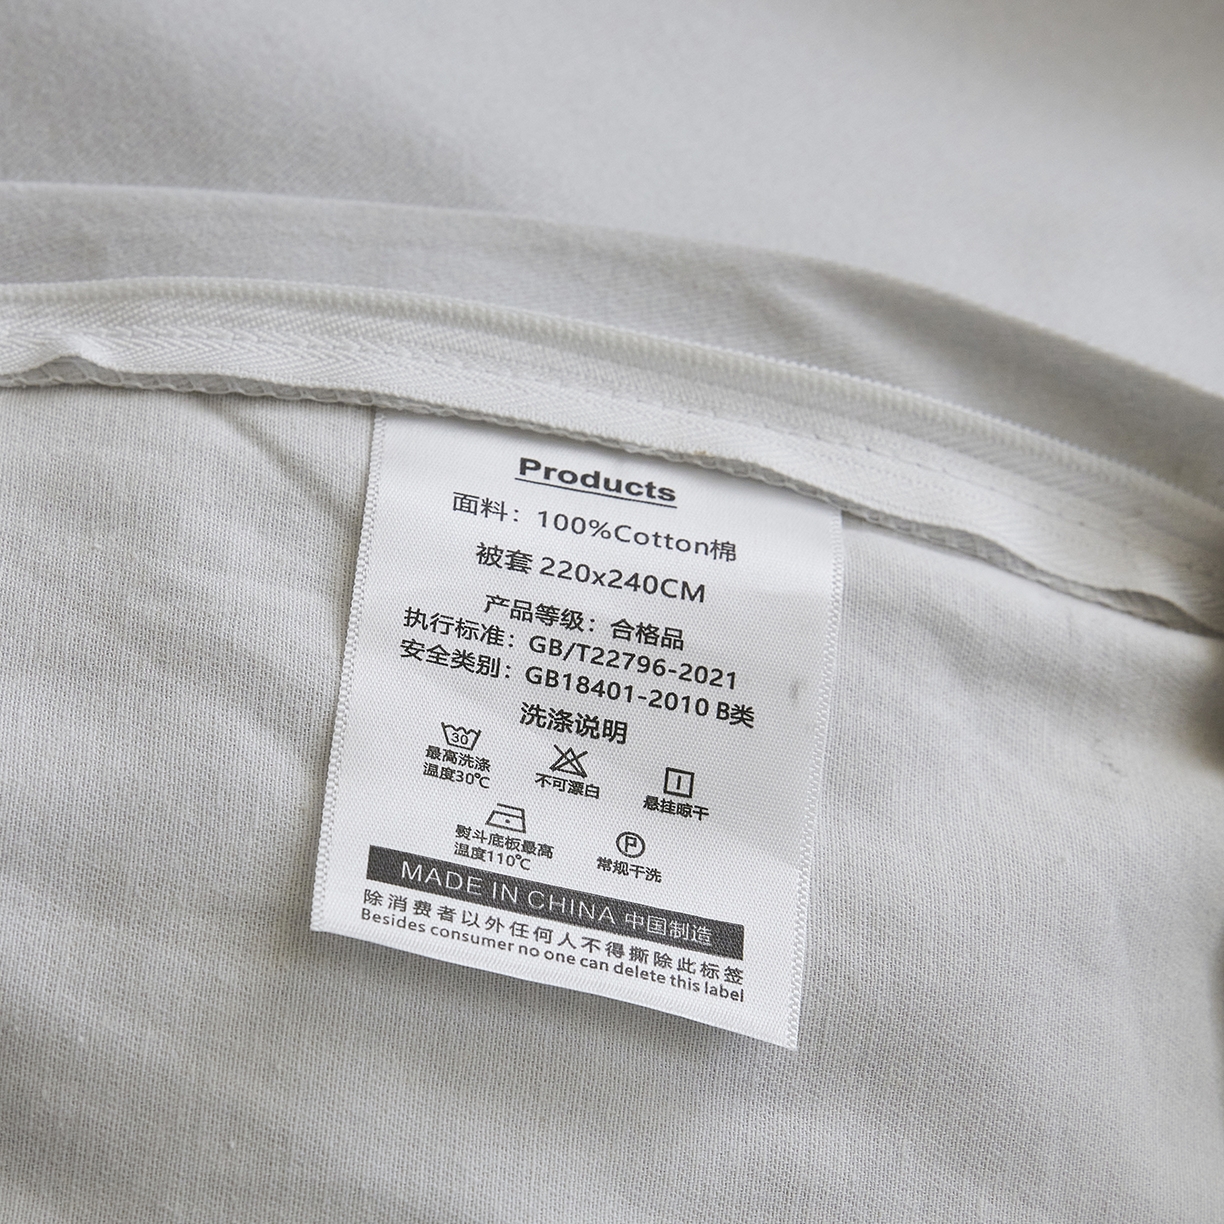 Products
面料：100%Cotton棉
被套 220x240CM
产品等级：合格品
执行标准：GB/T22796-2021
安全类别：GB18401-2010 B类
洗涤说明
30
最高洗涤
温度30℃
不可漂白
悬挂晾干
熨斗底板最高
温度110℃
P
常规干洗
MADE IN CHINA 中国制造
除消费者以外任何人不得撕除此标签
Besides consumer no one can delete this label